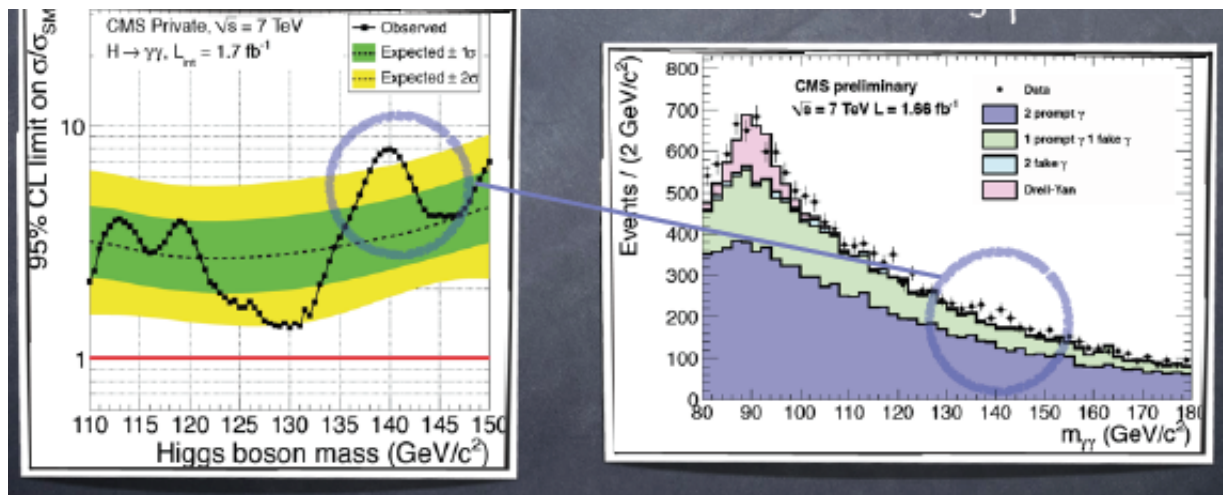 CMS Private, √s = 7 TeV
H → γγ, L_int = 1.7 fb⁻¹
Observed
Expected ± 1σ
Expected ± 2σ
95% CL limit on σ/σ_SM
10
1
110 115 120 125 130 135 140 145 150
Higgs boson mass (GeV/c²)
CMS preliminary
√s = 7 TeV L = 1.66 fb⁻¹
Data
2 prompt γ
1 prompt γ 1 fake γ
2 fake γ
Drell-Yan
Events / (2 GeV/c²)
800
700
600
500
400
300
200
100
0
80 90 100 110 120 130 140 150 160 170 180
m_γγ (GeV/c²)